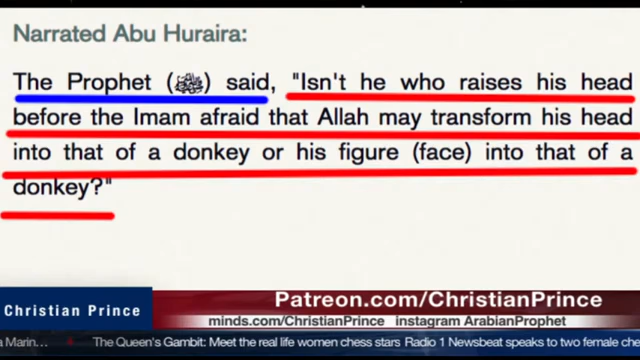 Narrated Abu Huraira:
The Prophet (ﷺ) said, "Isn't he who raises his head
before the Imam afraid that Allah may transform his head
into that of a donkey or his figure (face) into that of a
donkey?"
Christian Prince
Patreon.com/ChristianPrince
minds.com/ChristianPrince instagram ArabianProphet
a Marin... The Queen's Gambit: Meet the real life women chess stars Radio 1 Newsbeat speaks to two female che